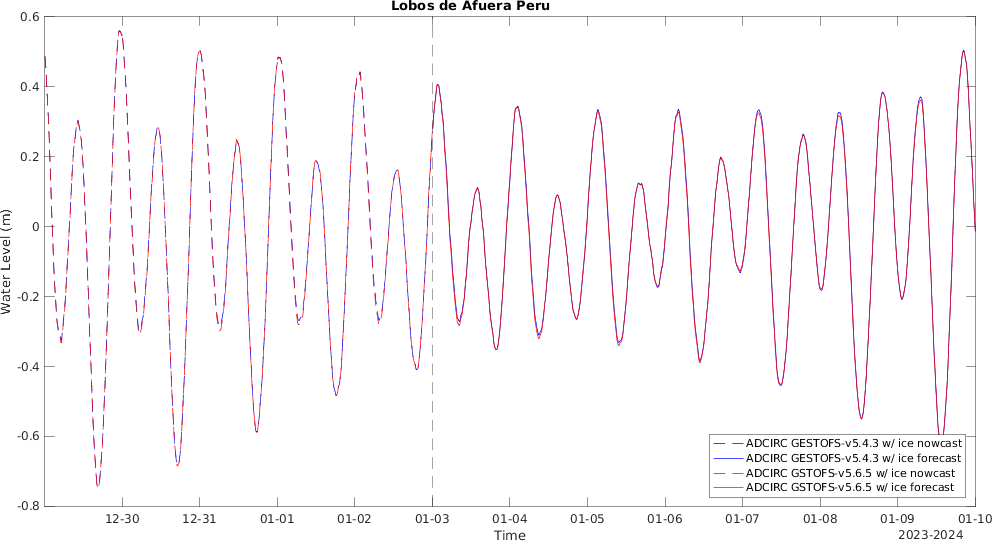 Lobos de Afuera Peru
0.6
0.4
0.2
0
-0.2
-0.4
-0.6
-0.8
Water Level (m)
ADCIRC GESTOFS-v5.4.3 w/ ice nowcast
ADCIRC GESTOFS-v5.4.3 w/ ice forecast
ADCIRC GSTOFS-v5.6.5 w/ ice nowcast
ADCIRC GSTOFS-v5.6.5 w/ ice forecast
12-30 12-31 01-01 01-02 01-03 01-04 01-05 01-06 01-07 01-08 01-09 01-10
Time
2023-2024